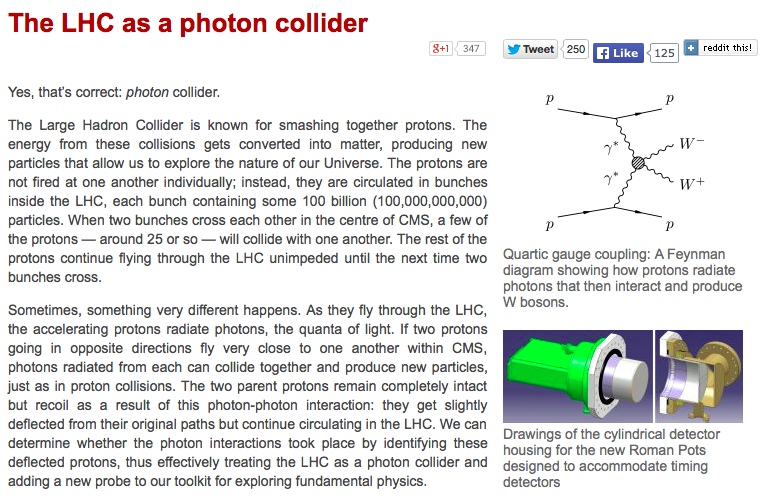 The LHC as a photon collider
g+1 347
Tweet 250
Like 125
reddit this!
Yes, that's correct: photon collider.
The Large Hadron Collider is known for smashing together protons. The
energy from these collisions gets converted into matter, producing new
particles that allow us to explore the nature of our Universe. The protons are
not fired at one another individually; instead, they are circulated in bunches
inside the LHC, each bunch containing some 100 billion (100,000,000,000)
particles. When two bunches cross each other in the centre of CMS, a few of
the protons — around 25 or so — will collide with one another. The rest of the
protons continue flying through the LHC unimpeded until the next time two
bunches cross.
Sometimes, something very different happens. As they fly through the LHC,
the accelerating protons radiate photons, the quanta of light. If two protons
going in opposite directions fly very close to one another within CMS,
photons radiated from each can collide together and produce new particles,
just as in proton collisions. The two parent protons remain completely intact
but recoil as a result of this photon-photon interaction: they get slightly
deflected from their original paths but continue circulating in the LHC. We can
determine whether the photon interactions took place by identifying these
deflected protons, thus effectively treating the LHC as a photon collider and
adding a new probe to our toolkit for exploring fundamental physics.
p p
γ* W−
γ* W+
p p
Quartic gauge coupling: A Feynman
diagram showing how protons radiate
photons that then interact and produce
W bosons.
Drawings of the cylindrical detector
housing for the new Roman Pots
designed to accommodate timing
detectors